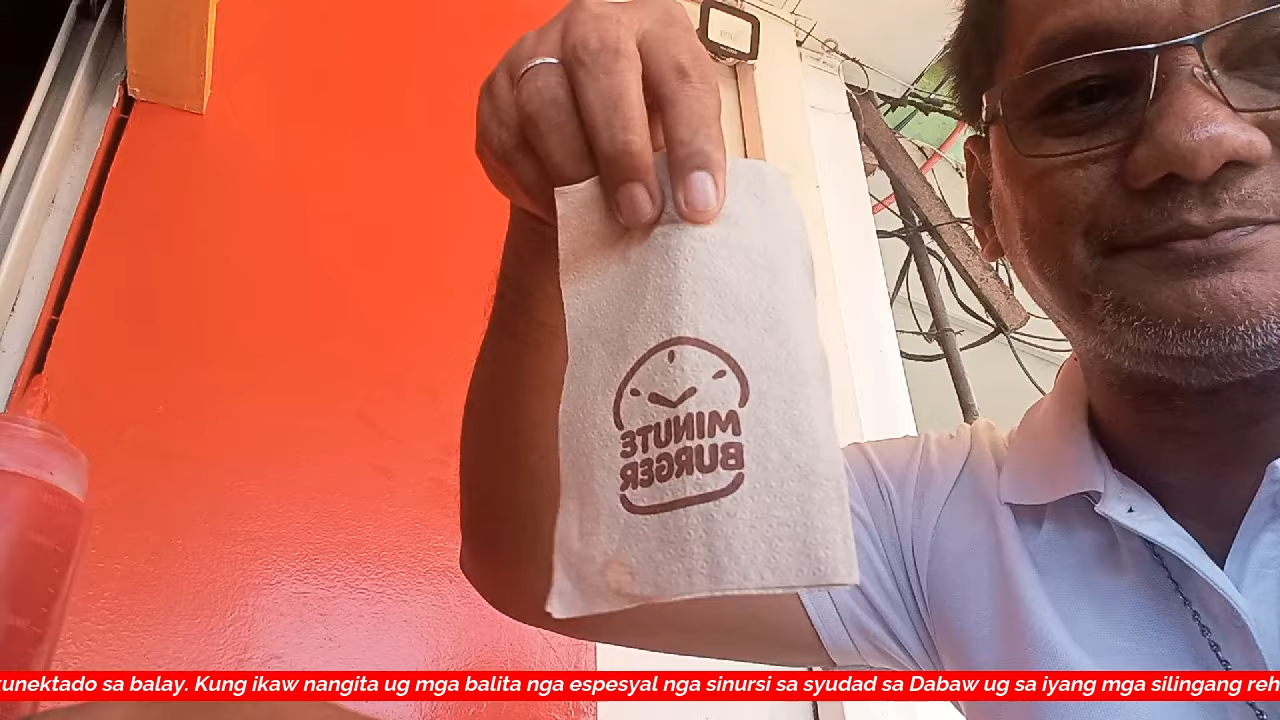 MINUTE
BURGER
kunektado sa balay. Kung ikaw nangita ug mga balita nga espesyal nga sinursi sa syudad sa Dabaw ug sa iyang mga silingang reh